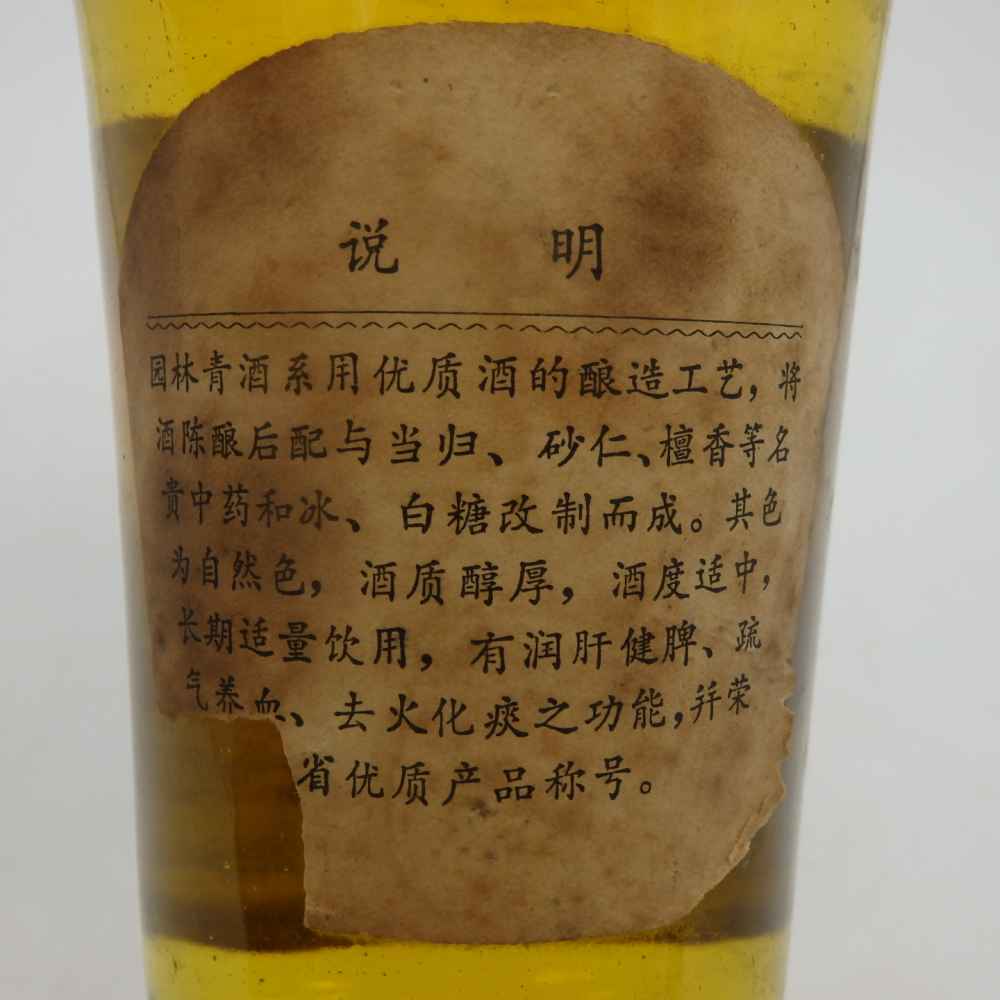 说明
园林青酒系用优质酒的酿造工艺，将
酒陈酿后配与当归、砂仁、檀香等名
贵中药和冰、白糖改制而成。其色
为自然色，酒质醇厚，酒度适中，
长期适量饮用，有润肝健脾、疏
气养血、去火化痰之功能，并荣
省优质产品称号。